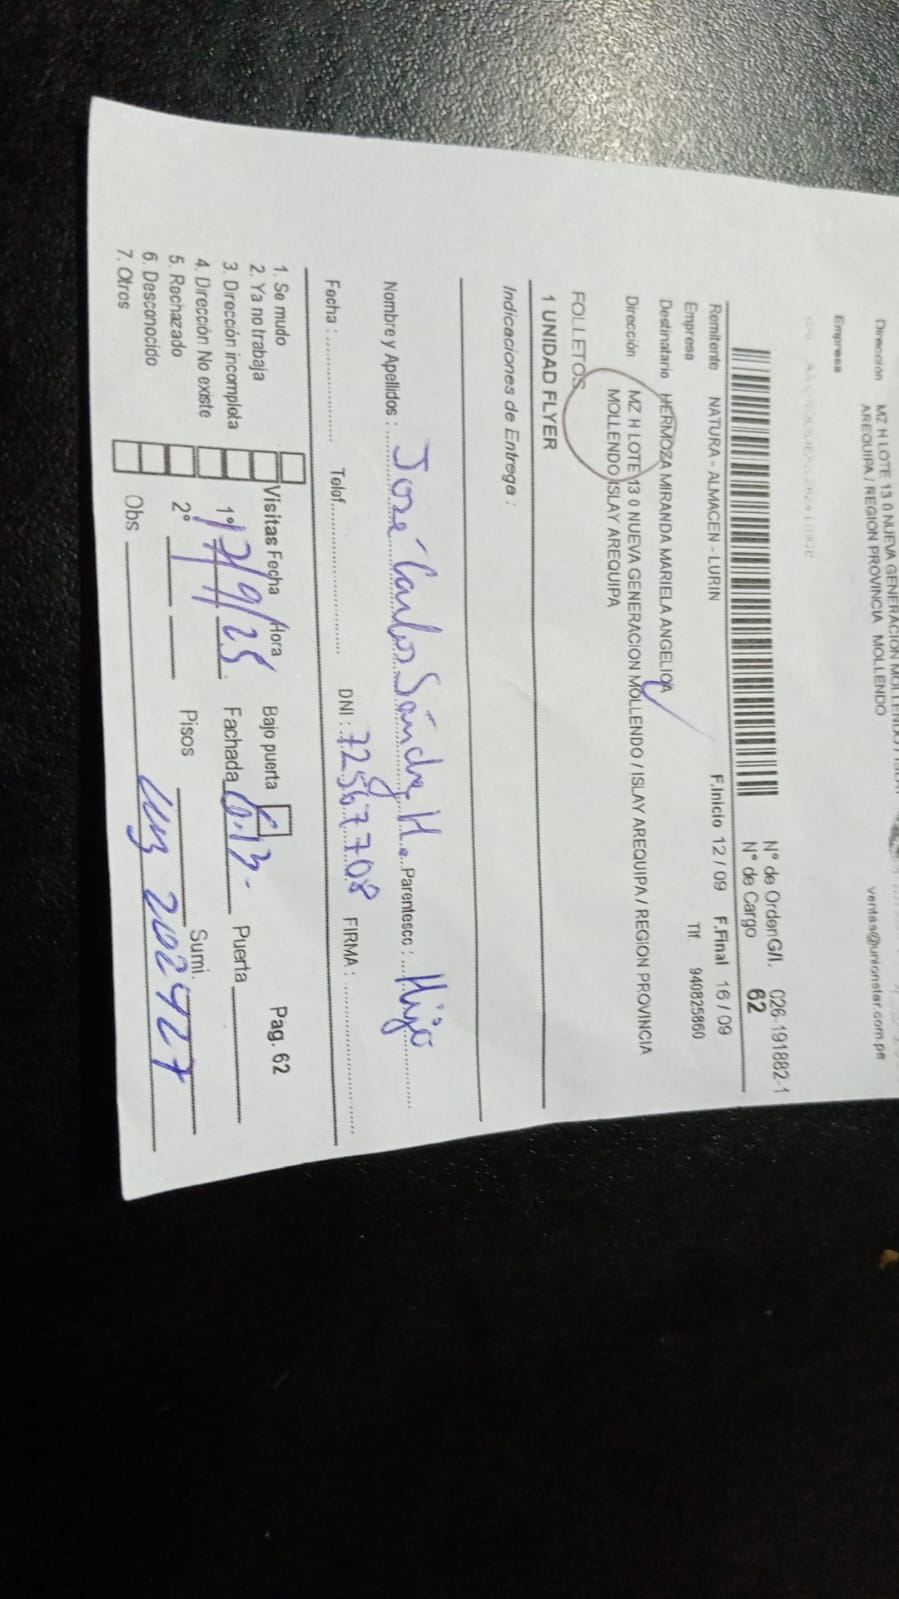 Dirección MZ H LOTE 13 0 NUEVA GENERACION MOLLENDO
AREQUIPA / REGION PROVINCIA MOLLENDO
ventas@unionstar.com.pe
Empresa
N° de Orden G/I. 026-191882-1
N° de Cargo 62
Remitente NATURA - ALMACEN - LURIN F.Inicio 12 / 09 F.Final 16 / 09
Empresa Tlf. 940825860
Destinatario HERMOZA MIRANDA MARIELA ANGELICA
Dirección MZ H LOTE 13 0 NUEVA GENERACION MOLLENDO / ISLAY AREQUIPA / REGION PROVINCIA
MOLLENDO ISLAY AREQUIPA
FOLLETOS
1 UNIDAD FLYER
Indicaciones de Entrega :
Nombre y Apellidos : José Carlos Sánchez H. Parentesco : Hijo
Fecha : Telef. DNI : 72567708 FIRMA :
1. Se mudo
2. Ya no trabaja
3. Dirección incompleta
4. Dirección No existe
5. Rechazado
6. Desconocido
7. Otros
Visitas Fecha Hora Bajo puerta Pag. 62
1° 17/9/25 Fachada Puerta
2° Pisos Sumi.
Obs luz 202427